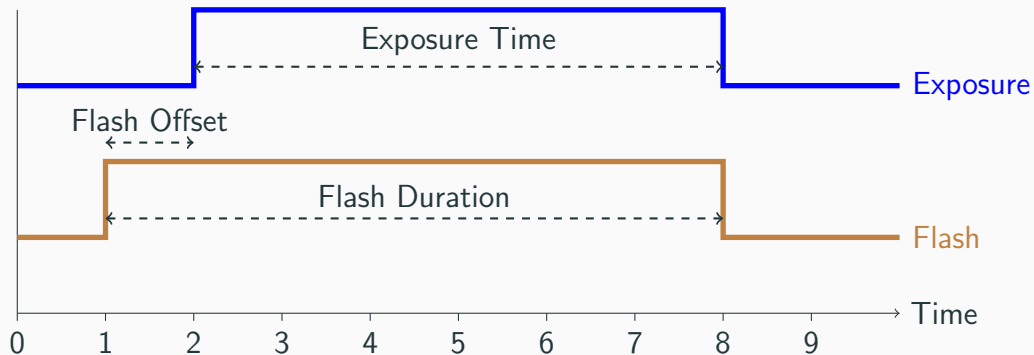 Exposure Time
Exposure
Flash Offset
Flash Duration
Flash
Time
0 1 2 3 4 5 6 7 8 9